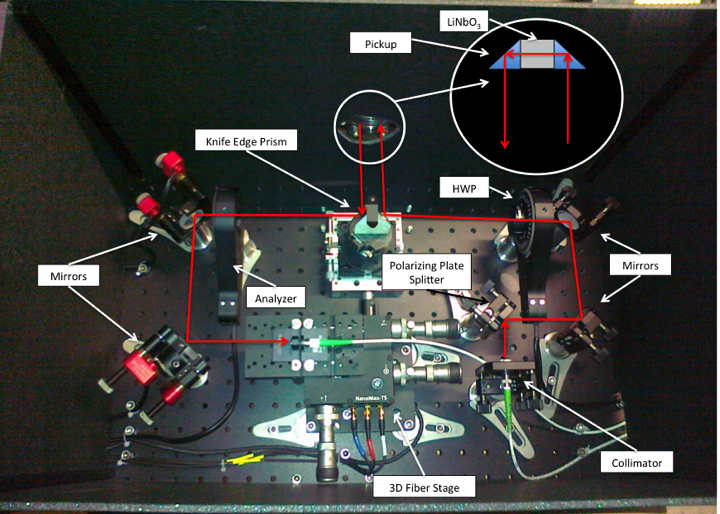 LiNbO3
Pickup
Knife Edge Prism
HWP
Mirrors
Analyzer
Polarizing Plate
Splitter
Mirrors
NanoMax-TS
3D Fiber Stage
Collimator